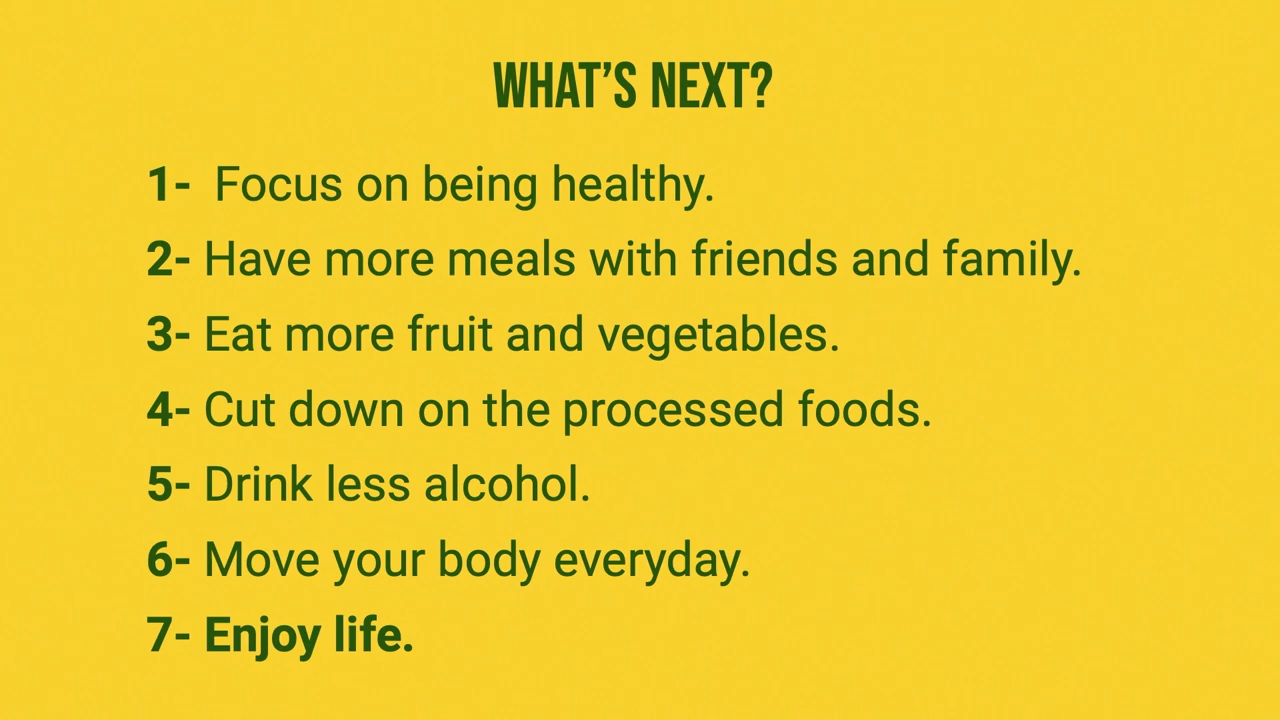 WHAT'S NEXT?
1- Focus on being healthy.
2- Have more meals with friends and family.
3- Eat more fruit and vegetables.
4- Cut down on the processed foods.
5- Drink less alcohol.
6- Move your body everyday.
7- Enjoy life.